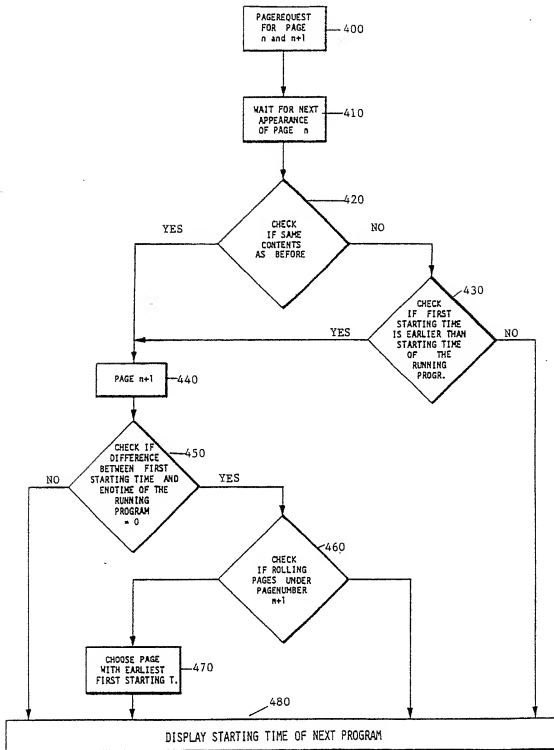 PAGEREQUEST
FOR PAGE
n and n+1
400
WAIT FOR NEXT
APPEARANCE
OF PAGE n
410
420
CHECK
IF SAME
CONTENTS
AS BEFORE
YES
NO
430
CHECK
IF FIRST
STARTING TIME
IS EARLIER THAN
STARTING TIME
OF THE
RUNNING
PROGR.
YES
NO
PAGE n+1
440
450
CHECK IF
DIFFERENCE
BETWEEN FIRST
STARTING TIME AND
ENDTIME OF THE
RUNNING
PROGRAM
= 0
NO
YES
460
CHECK
IF ROLLING
PAGES UNDER
PAGENUMBER
n+1
CHOOSE PAGE
WITH EARLIEST
FIRST STARTING T.
470
480
DISPLAY STARTING TIME OF NEXT PROGRAM